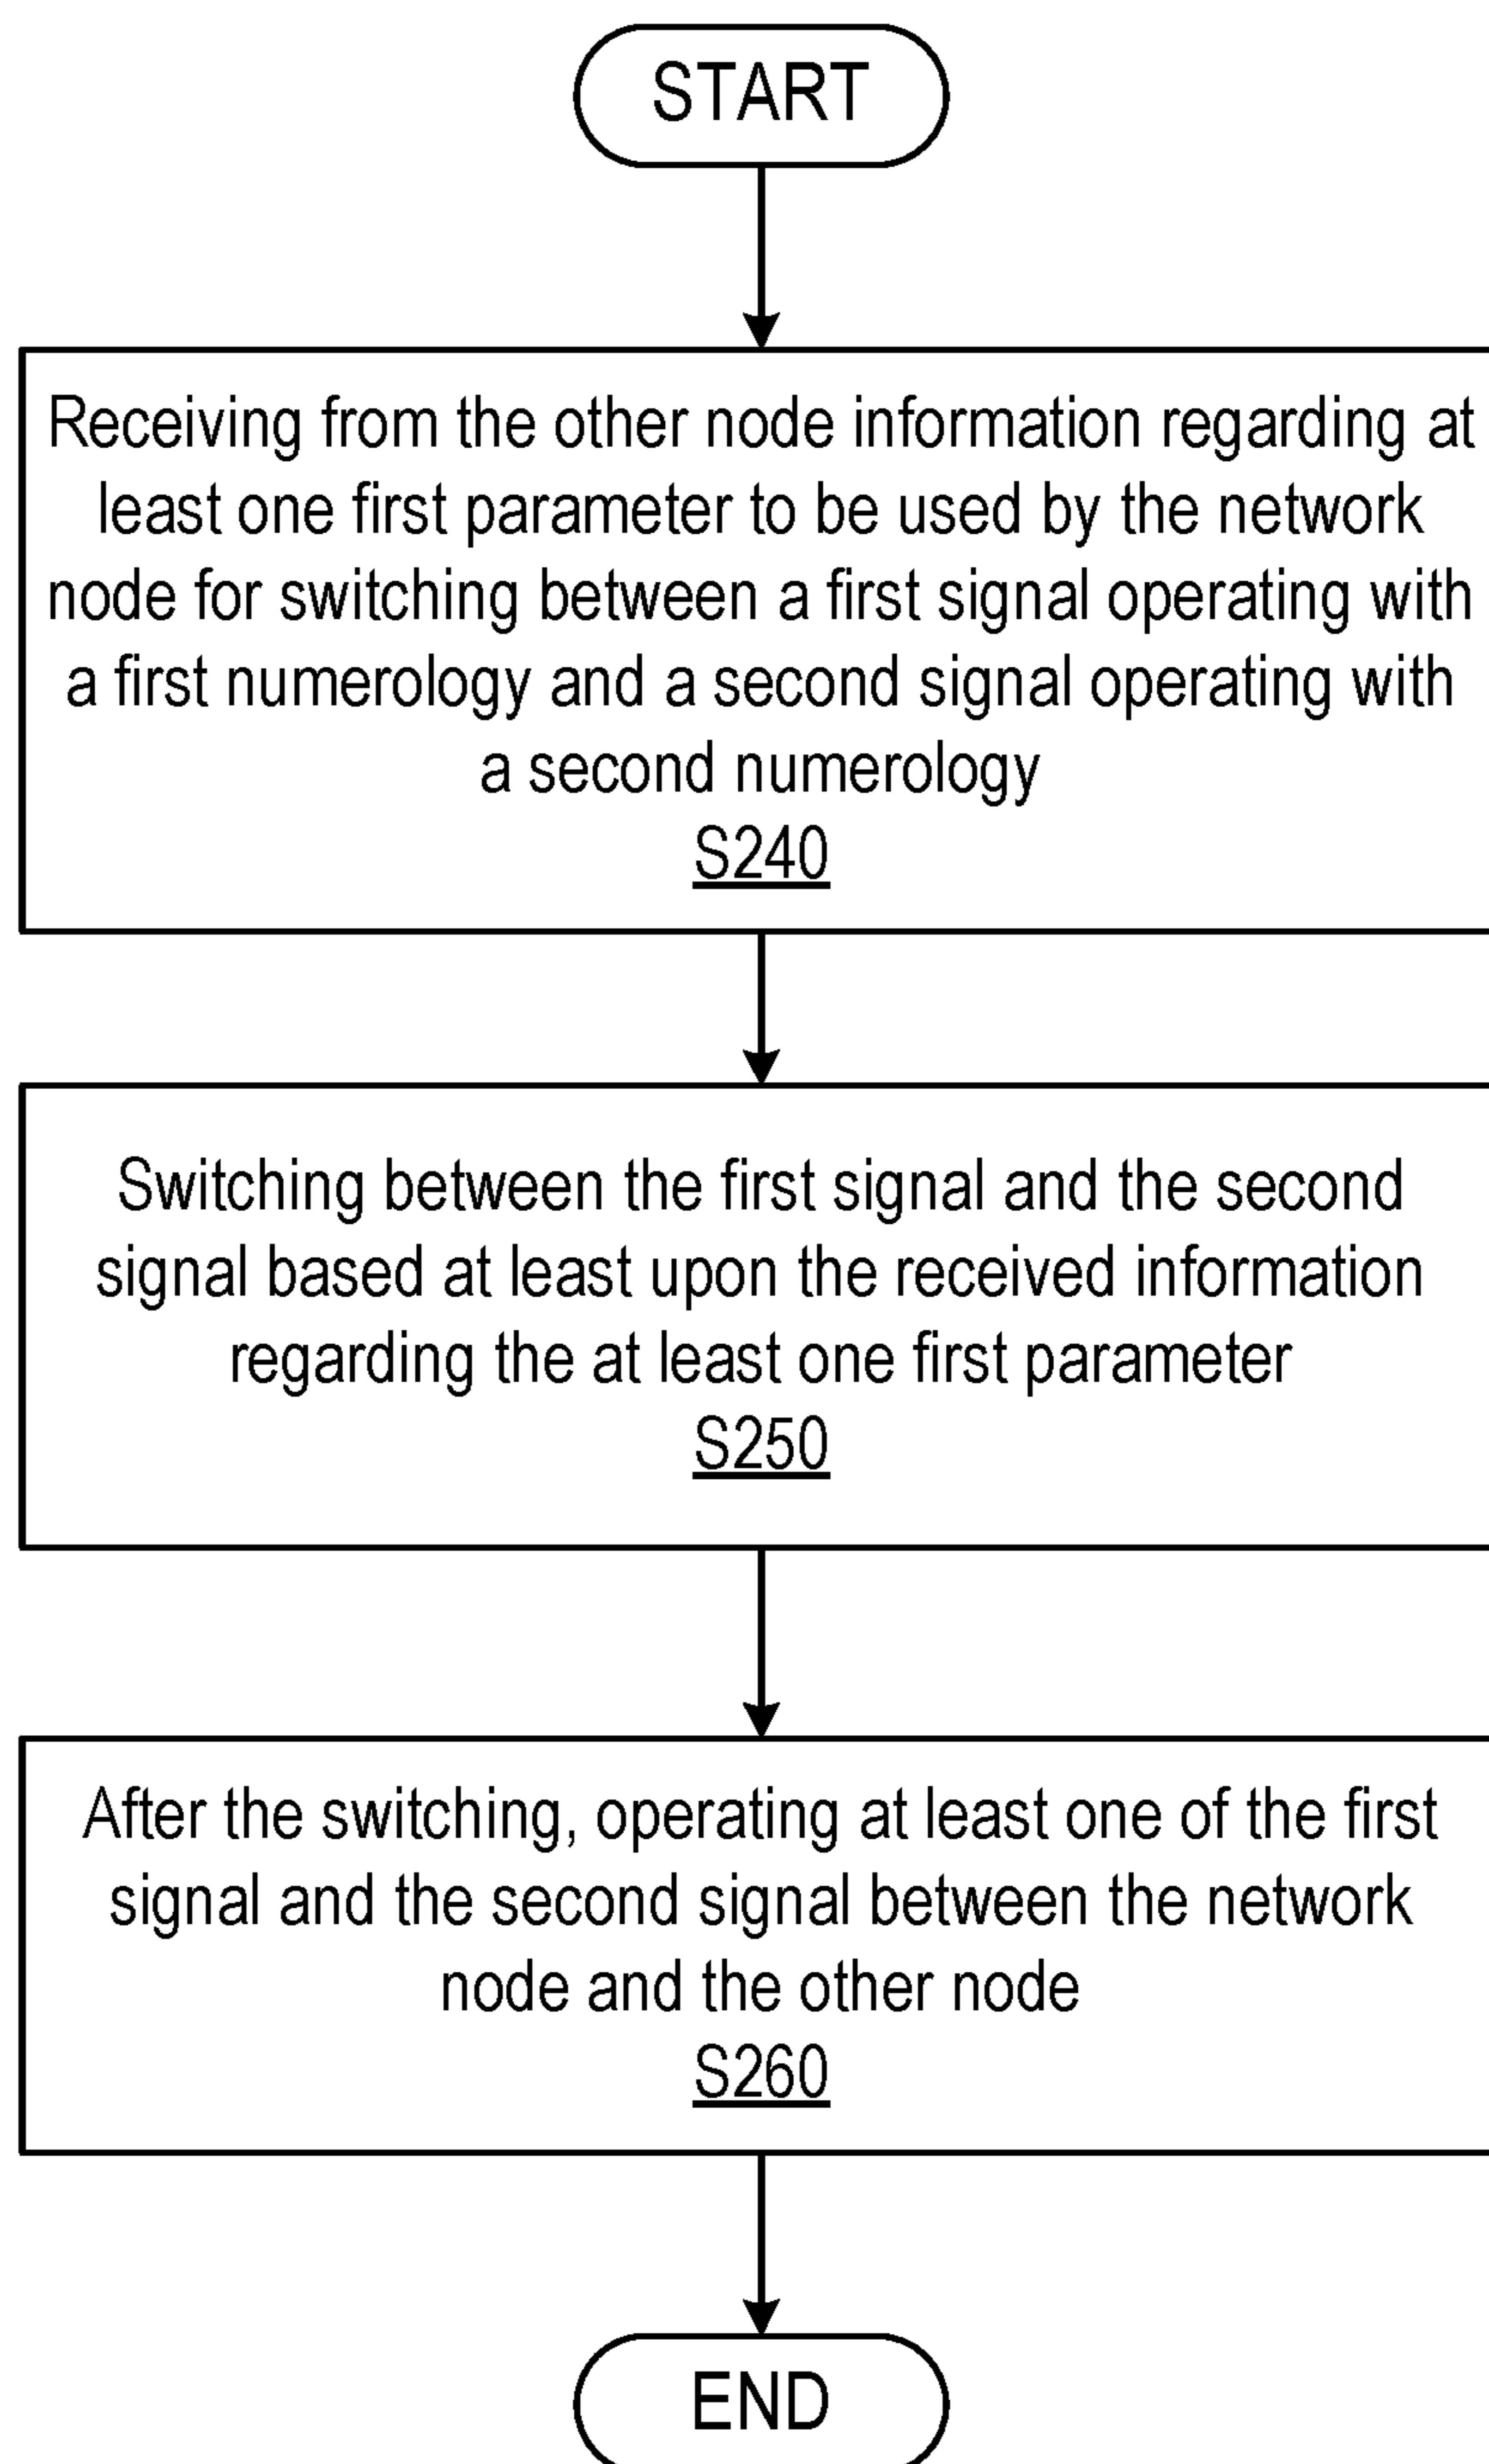 START
Receiving from the other node information regarding at
least one first parameter to be used by the network
node for switching between a first signal operating with
a first numerology and a second signal operating with
a second numerology
S240
Switching between the first signal and the second
signal based at least upon the received information
regarding the at least one first parameter
S250
After the switching, operating at least one of the first
signal and the second signal between the network
node and the other node
S260
END